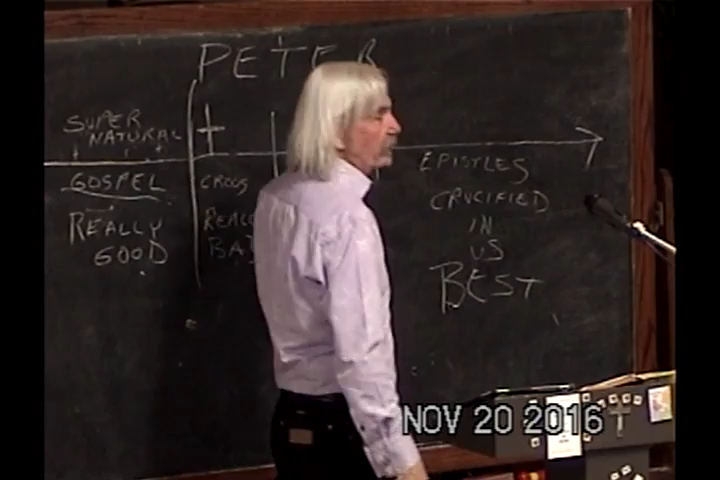 PETER
SUPER
NATURAL
GOSPEL
REALLY
GOOD
CROSS
EPISTLES
CRUCIFIED
IN
US
BEST
NOV 20 2016